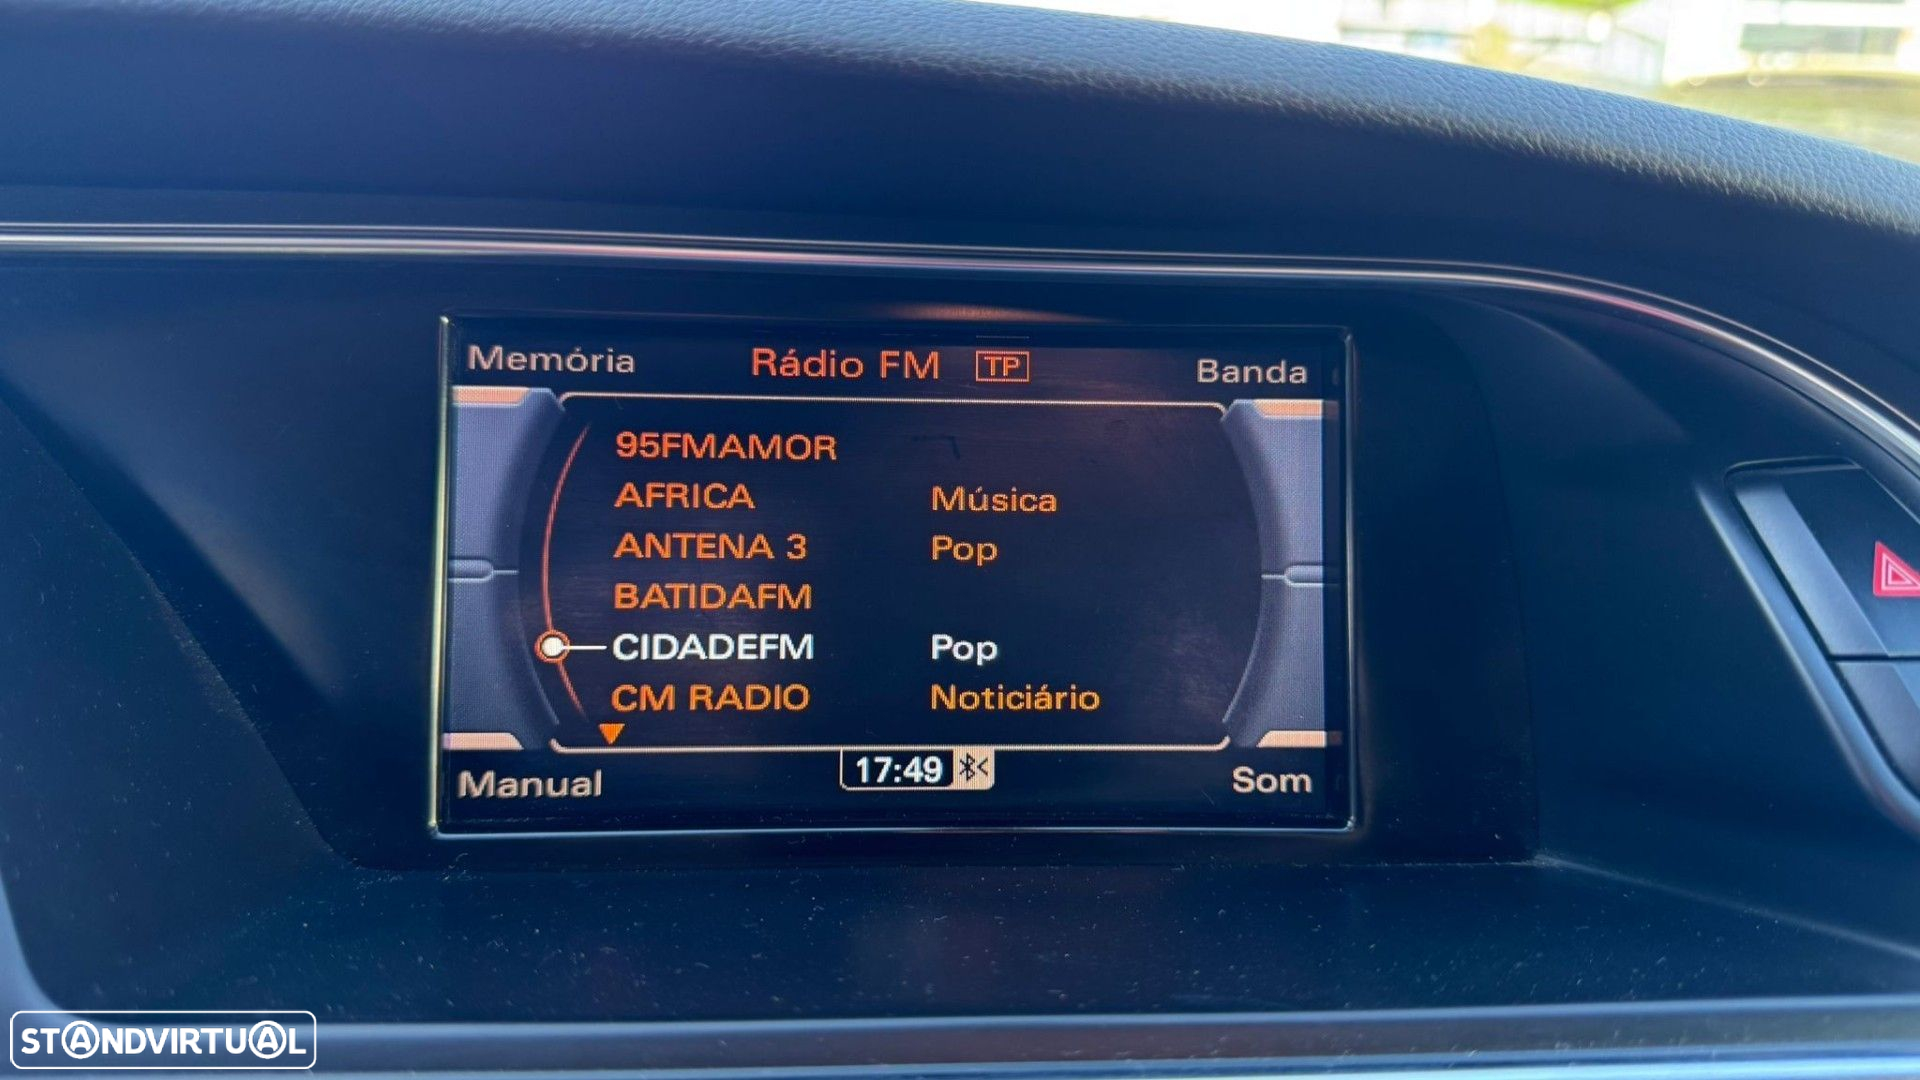 Memória Rádio FM TP Banda
95FMAMOR
AFRICA Música
ANTENA 3 Pop
BATIDAFM
CIDADEFM Pop
CM RADIO Noticiário
Manual 17:49 Som
STANDVIRTUAL